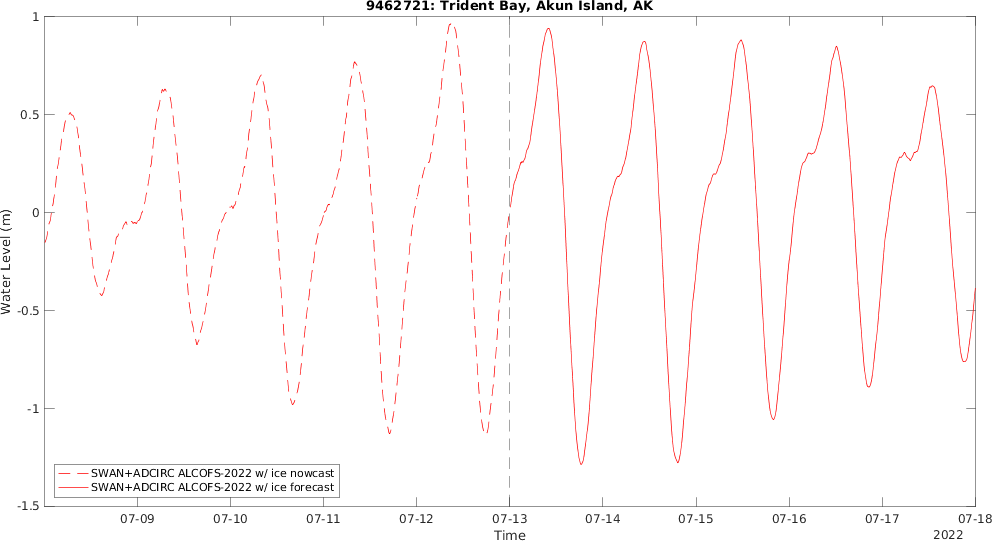 9462721: Trident Bay, Akun Island, AK
1
0.5
0
-0.5
-1
-1.5
Water Level (m)
SWAN+ADCIRC ALCOFS-2022 w/ ice nowcast
SWAN+ADCIRC ALCOFS-2022 w/ ice forecast
07-09 07-10 07-11 07-12 07-13 07-14 07-15 07-16 07-17 07-18
Time
2022